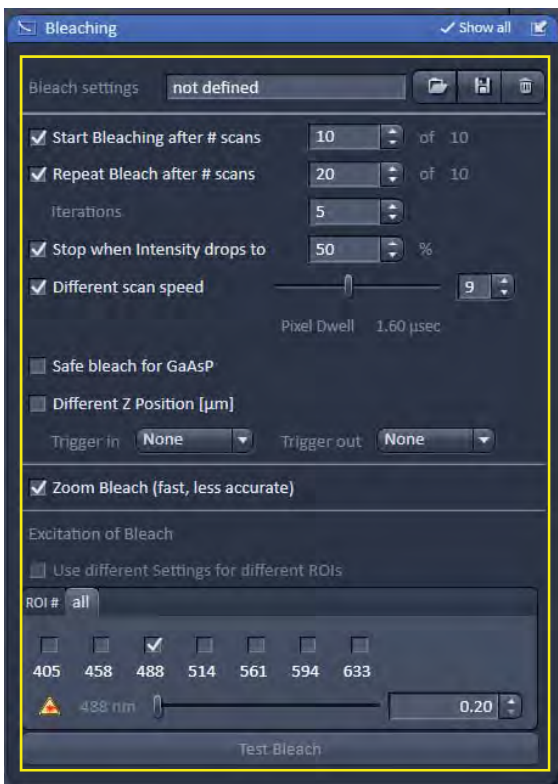 Bleaching Show all
Bleach settings not defined
Start Bleaching after # scans 10 of 10
Repeat Bleach after # scans 20 of 10
Iterations 5
Stop when Intensity drops to 50 %
Different scan speed 9
Pixel Dwell 1.60 µsec
Safe bleach for GaAsP
Different Z Position [µm]
Trigger in None Trigger out None
Zoom Bleach (fast, less accurate)
Excitation of Bleach
Use different Settings for different ROIs
ROI # all
405 458 488 514 561 594 633
488 nm 0.20
Test Bleach